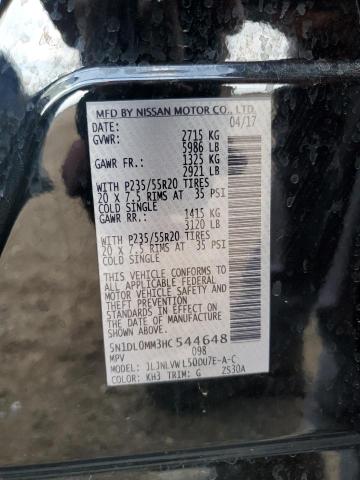 MFD BY NISSAN MOTOR CO., LTD.
DATE: 04/17
GVWR: 2715 KG
5986 LB
GAWR FR.: 1325 KG
2921 LB
WITH P235/55R20 TIRES
20 X 7.5 RIMS AT 35 PSI
COLD SINGLE
GAWR RR.: 1415 KG
3120 LB
WITH P235/55R20 TIRES
20 X 7.5 RIMS AT 35 PSI
COLD SINGLE
THIS VEHICLE CONFORMS TO
ALL APPLICABLE FEDERAL
MOTOR VEHICLE SAFETY AND
THEFT PREVENTION
STANDARDS IN EFFECT ON
THE DATE OF MANUFACTURE
SHOWN ABOVE.
5N1DL0MM3HC544648
MPV 098
MODEL: JLJNLVWL50DU7E-A-C
COLOR: KH3 TRIM: G ZS30A